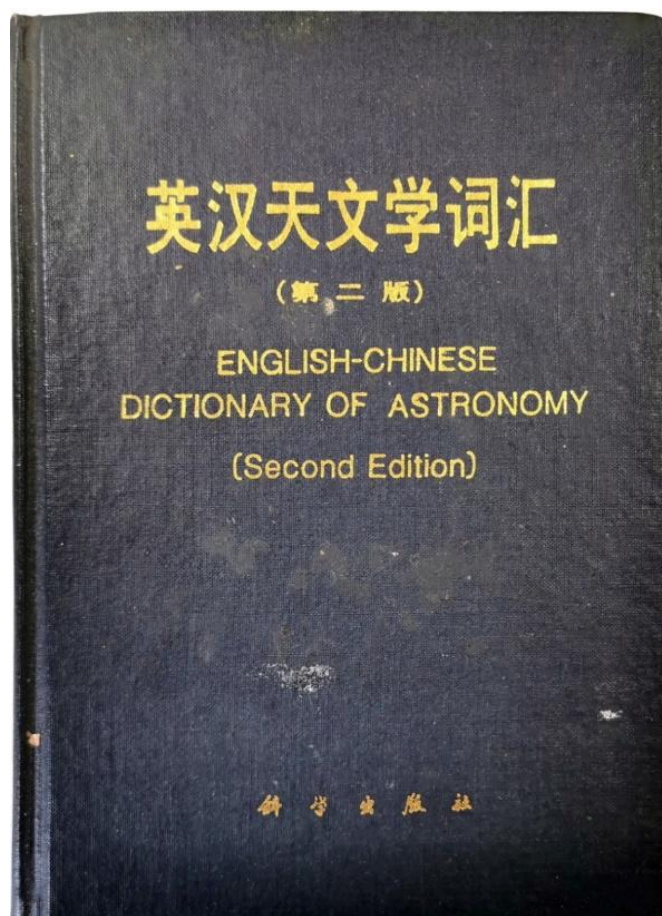 英汉天文学词汇
(第二版)
ENGLISH-CHINESE
DICTIONARY OF ASTRONOMY
(Second Edition)
科学出版社